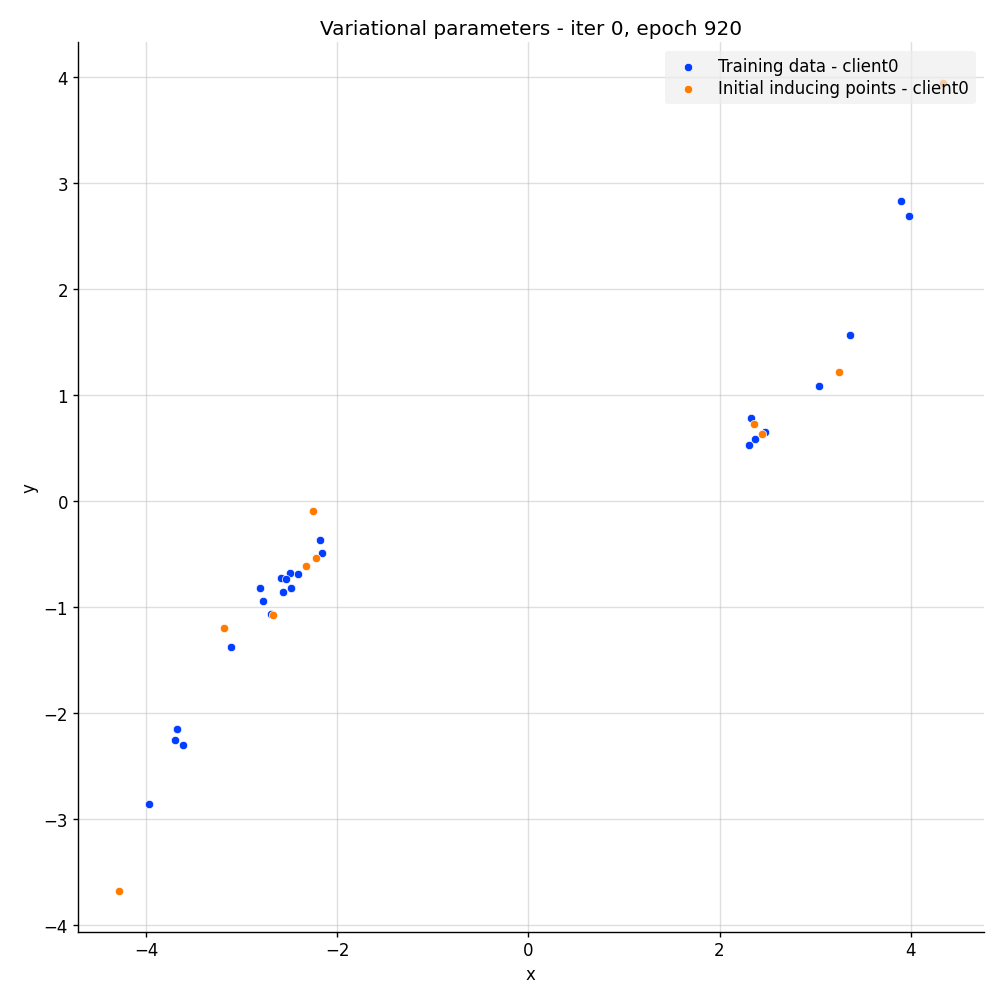 Variational parameters - iter 0, epoch 920
Training data - client0
Initial inducing points - client0
4
3
2
1
0
−1
−2
−3
−4
y
−4 −2 0 2 4
x